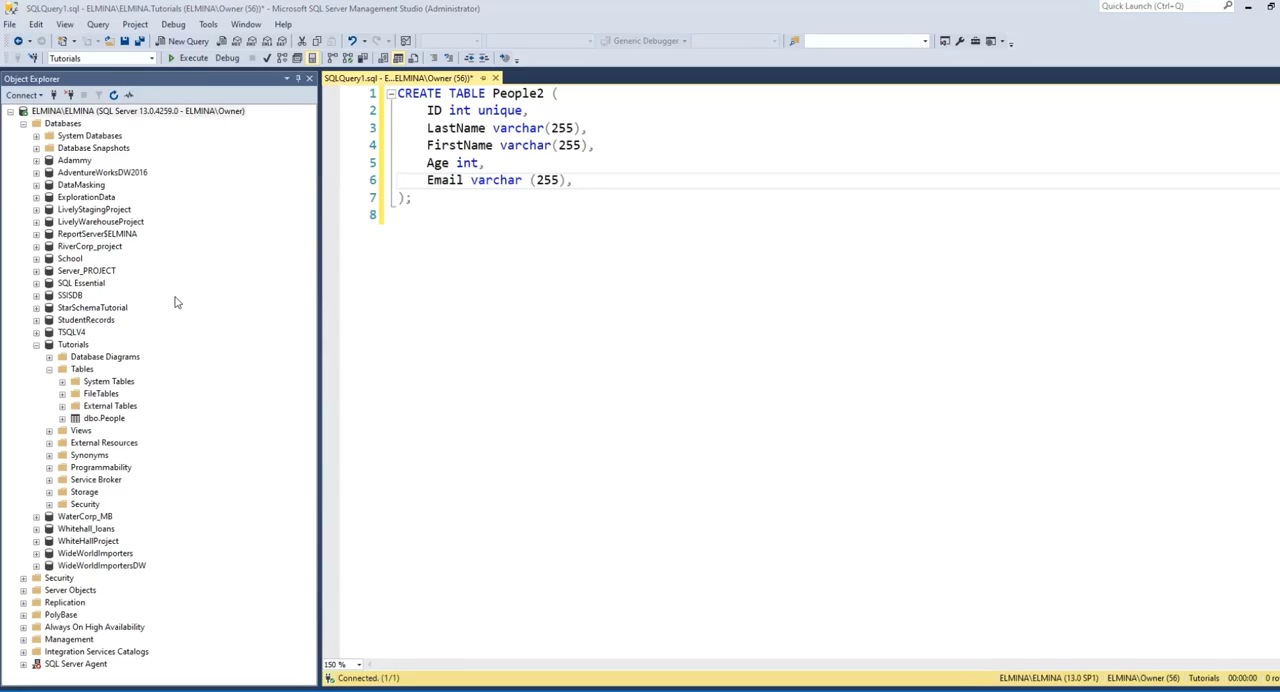 SQLQuery1.sql - ELMINA\ELMINA.Tutorials (ELMINA\Owner (56))* - Microsoft SQL Server Management Studio (Administrator)
Quick Launch (Ctrl+Q)
File Edit View Query Project Debug Tools Window Help
New Query
Generic Debugger
Tutorials
Execute Debug
Object Explorer
SQLQuery1.sql - E...ELMINA\Owner (56))*
Connect
ELMINA\ELMINA (SQL Server 13.0.4259.0 - ELMINA\Owner)
Databases
System Databases
Database Snapshots
Adammy
AdventureWorksDW2016
DataMasking
ExplorationData
LivelyStagingProject
LivelyWarehouseProject
ReportServer$ELMINA
RiverCorp_project
School
Server_PROJECT
SQL Essential
SSISDB
StarSchemaTutorial
StudentRecords
TSQLV4
Tutorials
Database Diagrams
Tables
System Tables
FileTables
External Tables
dbo.People
Views
External Resources
Synonyms
Programmability
Service Broker
Storage
Security
WaterCorp_MB
Whitehall_loans
WhiteHallProject
WideWorldImporters
WideWorldImportersDW
Security
Server Objects
Replication
PolyBase
Always On High Availability
Management
Integration Services Catalogs
SQL Server Agent
1 CREATE TABLE People2 (
2 ID int unique,
3 LastName varchar(255),
4 FirstName varchar(255),
5 Age int,
6 Email varchar (255),
7 );
8
150 %
Connected. (1/1)
ELMINA\ELMINA (13.0 SP1) ELMINA\Owner (56) Tutorials 00:00:00 0 ro